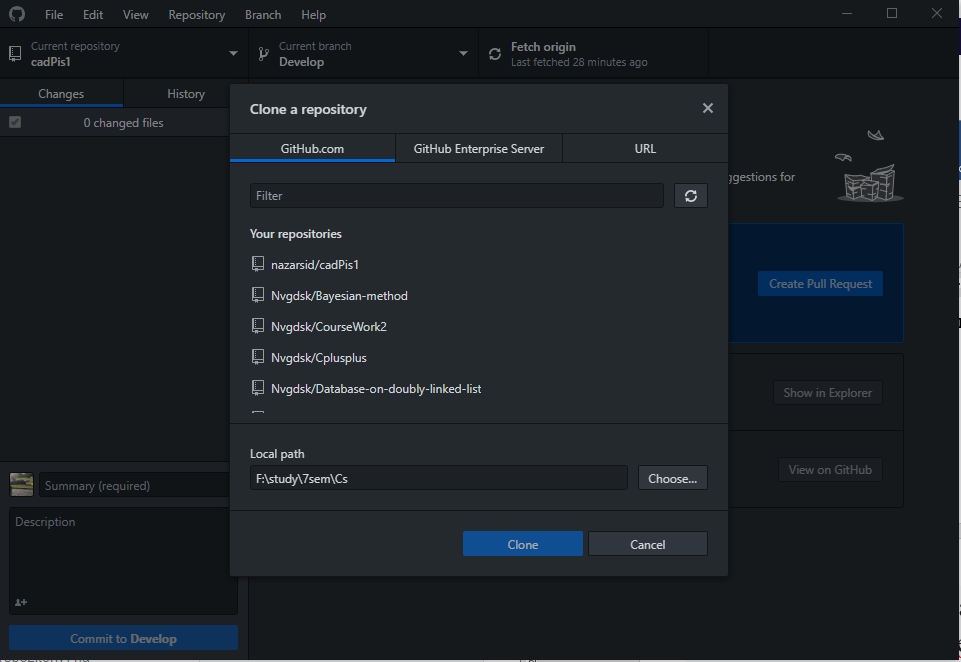 File Edit View Repository Branch Help
Current repository
cadPis1
Current branch
Develop
Fetch origin
Last fetched 28 minutes ago
Changes
History
0 changed files
Clone a repository
GitHub.com
GitHub Enterprise Server
URL
Filter
Your repositories
nazarsid/cadPis1
Nvgdsk/Bayesian-method
Nvgdsk/CourseWork2
Nvgdsk/Cplusplus
Nvgdsk/Database-on-doubly-linked-list
Local path
F:\study\7sem\Cs
Choose...
Clone
Cancel
ggestions for
Create Pull Request
Show in Explorer
View on GitHub
Summary (required)
Description
Commit to Develop